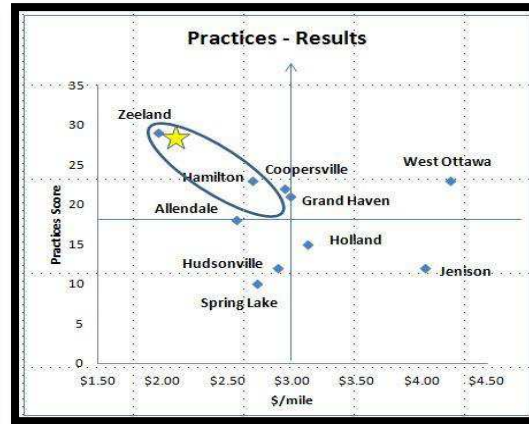 Practices - Results
35
30
25
20
15
10
5
0
Practices Score
Zeeland
Hamilton
Coopersville
West Ottawa
Grand Haven
Allendale
Holland
Hudsonville
Jenison
Spring Lake
$1.50 $2.00 $2.50 $3.00 $3.50 $4.00 $4.50
$/mile